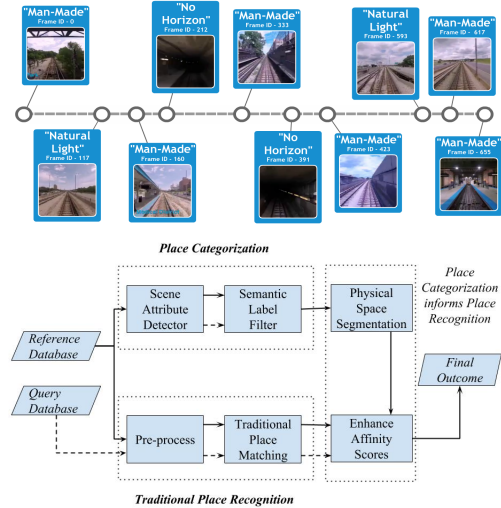 "Man-Made"
Frame ID - 0
"No
Horizon"
Frame ID - 212
"Man-Made"
Frame ID - 333
"Natural
Light"
Frame ID - 593
"Man-Made"
Frame ID - 617
"Natural
Light"
Frame ID - 117
"Man-Made"
Frame ID - 160
"No
Horizon"
Frame ID - 391
"Man-Made"
Frame ID - 423
"Man-Made"
Frame ID - 655
Place Categorization
Place
Categorization
informs Place
Recognition
Scene
Attribute
Detector
Semantic
Label
Filter
Physical
Space
Segmentation
Reference
Database
Final
Outcome
Query
Database
Pre-process
Traditional
Place
Matching
Enhance
Affinity
Scores
Traditional Place Recognition